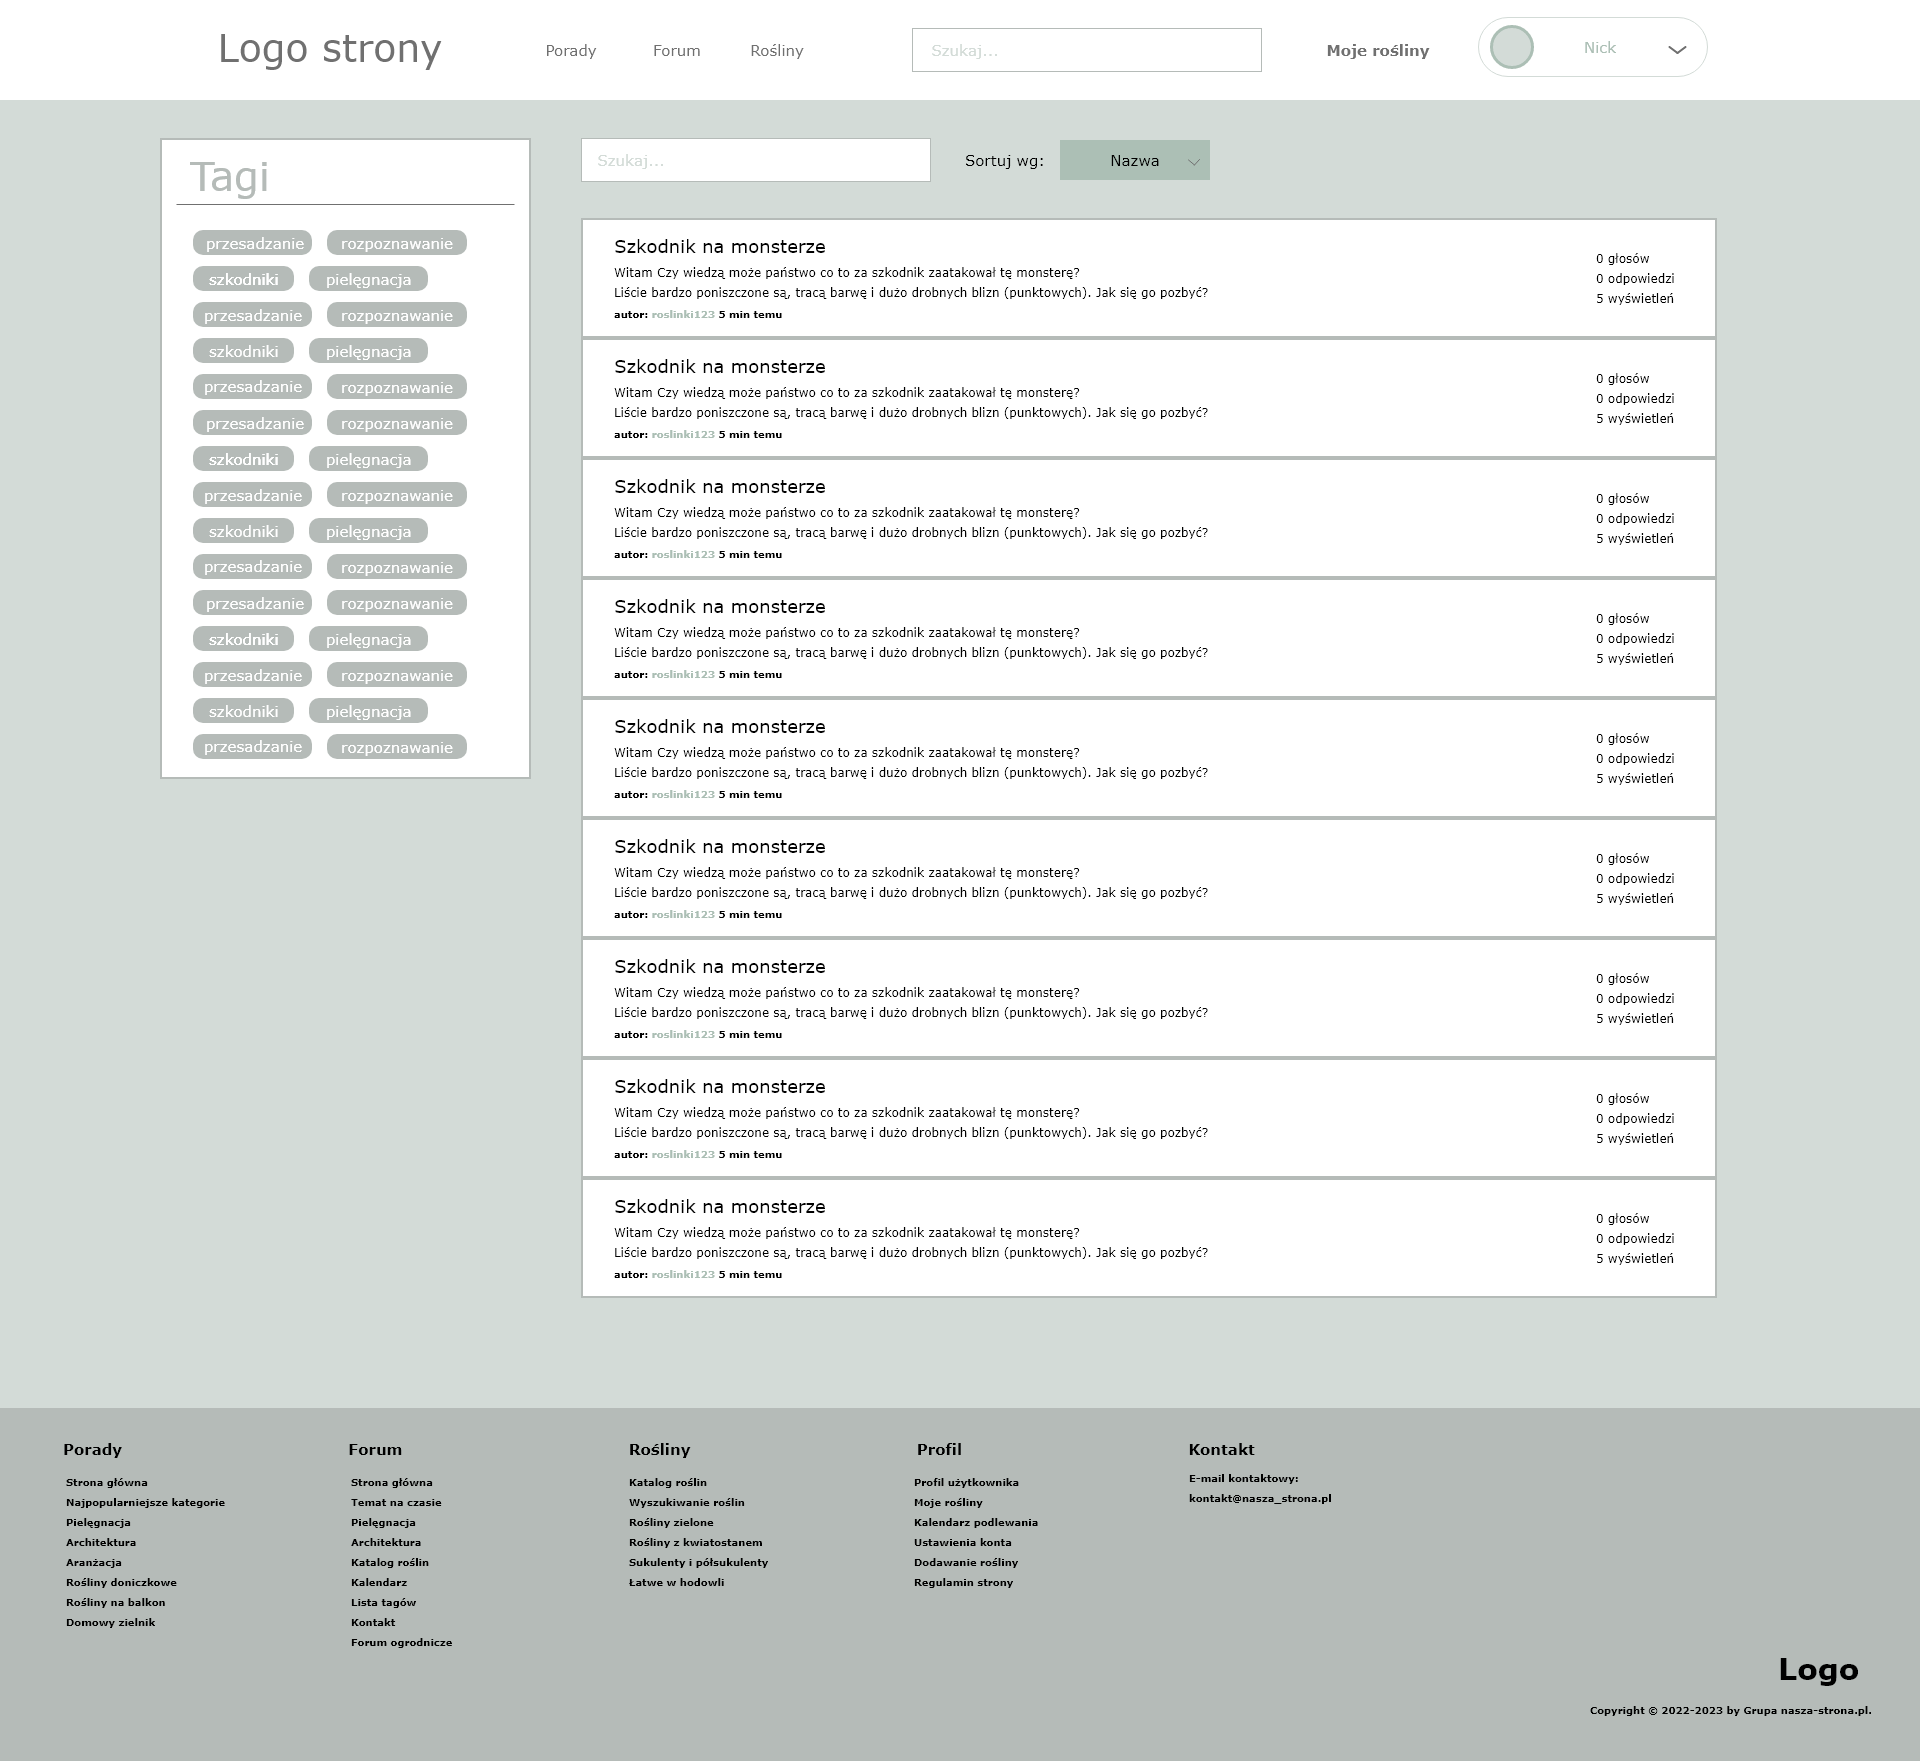 Logo strony
Porady Forum Rośliny
Szukaj...
Moje rośliny
Nick
Tagi
przesadzanie rozpoznawanie
szkodniki pielęgnacja
przesadzanie rozpoznawanie
szkodniki pielęgnacja
przesadzanie rozpoznawanie
przesadzanie rozpoznawanie
szkodniki pielęgnacja
przesadzanie rozpoznawanie
szkodniki pielęgnacja
przesadzanie rozpoznawanie
przesadzanie rozpoznawanie
szkodniki pielęgnacja
przesadzanie rozpoznawanie
szkodniki pielęgnacja
przesadzanie rozpoznawanie
Szukaj...
Sortuj wg: Nazwa
Szkodnik na monsterze
Witam Czy wiedzą może państwo co to za szkodnik zaatakował tę monsterę?
Liście bardzo poniszczone są, tracą barwę i dużo drobnych blizn (punktowych). Jak się go pozbyć?
autor: roslinki123 5 min temu
0 głosów
0 odpowiedzi
5 wyświetleń
Szkodnik na monsterze
Witam Czy wiedzą może państwo co to za szkodnik zaatakował tę monsterę?
Liście bardzo poniszczone są, tracą barwę i dużo drobnych blizn (punktowych). Jak się go pozbyć?
autor: roslinki123 5 min temu
0 głosów
0 odpowiedzi
5 wyświetleń
Szkodnik na monsterze
Witam Czy wiedzą może państwo co to za szkodnik zaatakował tę monsterę?
Liście bardzo poniszczone są, tracą barwę i dużo drobnych blizn (punktowych). Jak się go pozbyć?
autor: roslinki123 5 min temu
0 głosów
0 odpowiedzi
5 wyświetleń
Szkodnik na monsterze
Witam Czy wiedzą może państwo co to za szkodnik zaatakował tę monsterę?
Liście bardzo poniszczone są, tracą barwę i dużo drobnych blizn (punktowych). Jak się go pozbyć?
autor: roslinki123 5 min temu
0 głosów
0 odpowiedzi
5 wyświetleń
Szkodnik na monsterze
Witam Czy wiedzą może państwo co to za szkodnik zaatakował tę monsterę?
Liście bardzo poniszczone są, tracą barwę i dużo drobnych blizn (punktowych). Jak się go pozbyć?
autor: roslinki123 5 min temu
0 głosów
0 odpowiedzi
5 wyświetleń
Szkodnik na monsterze
Witam Czy wiedzą może państwo co to za szkodnik zaatakował tę monsterę?
Liście bardzo poniszczone są, tracą barwę i dużo drobnych blizn (punktowych). Jak się go pozbyć?
autor: roslinki123 5 min temu
0 głosów
0 odpowiedzi
5 wyświetleń
Szkodnik na monsterze
Witam Czy wiedzą może państwo co to za szkodnik zaatakował tę monsterę?
Liście bardzo poniszczone są, tracą barwę i dużo drobnych blizn (punktowych). Jak się go pozbyć?
autor: roslinki123 5 min temu
0 głosów
0 odpowiedzi
5 wyświetleń
Szkodnik na monsterze
Witam Czy wiedzą może państwo co to za szkodnik zaatakował tę monsterę?
Liście bardzo poniszczone są, tracą barwę i dużo drobnych blizn (punktowych). Jak się go pozbyć?
autor: roslinki123 5 min temu
0 głosów
0 odpowiedzi
5 wyświetleń
Szkodnik na monsterze
Witam Czy wiedzą może państwo co to za szkodnik zaatakował tę monsterę?
Liście bardzo poniszczone są, tracą barwę i dużo drobnych blizn (punktowych). Jak się go pozbyć?
autor: roslinki123 5 min temu
0 głosów
0 odpowiedzi
5 wyświetleń
Porady
Strona główna
Najpopularniejsze kategorie
Pielęgnacja
Architektura
Aranżacja
Rośliny doniczkowe
Rośliny na balkon
Domowy zielnik
Forum
Strona główna
Temat na czasie
Pielęgnacja
Architektura
Katalog roślin
Kalendarz
Lista tagów
Kontakt
Forum ogrodnicze
Rośliny
Katalog roślin
Wyszukiwanie roślin
Rośliny zielone
Rośliny z kwiatostanem
Sukulenty i półsukulenty
Łatwe w hodowli
Profil
Profil użytkownika
Moje rośliny
Kalendarz podlewania
Ustawienia konta
Dodawanie rośliny
Regulamin strony
Kontakt
E-mail kontaktowy:
kontakt@nasza_strona.pl
Logo
Copyright © 2022-2023 by Grupa nasza-strona.pl.